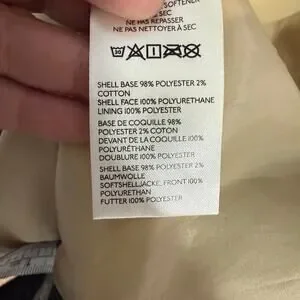 SOFTENER
À SEC
NE PAS REPASSER
NE PAS NETTOYER À SEC
30
SHELL BASE 98% POLYESTER 2%
COTTON
SHELL FACE 100% POLYURETHANE
LINING 100% POLYESTER
BASE DE COQUILLE 98%
POLYESTER 2% COTON
DEVANT DE LA COQUILLE 100%
POLYURÉTHANE
DOUBLURE 100% POLYESTER
SHELL BASE 98% POLYESTER 2%
BAUMWOLLE
SOFTSHELLJACKE, FRONT 100%
POLYURETHAN
FUTTER 100% POLYESTER